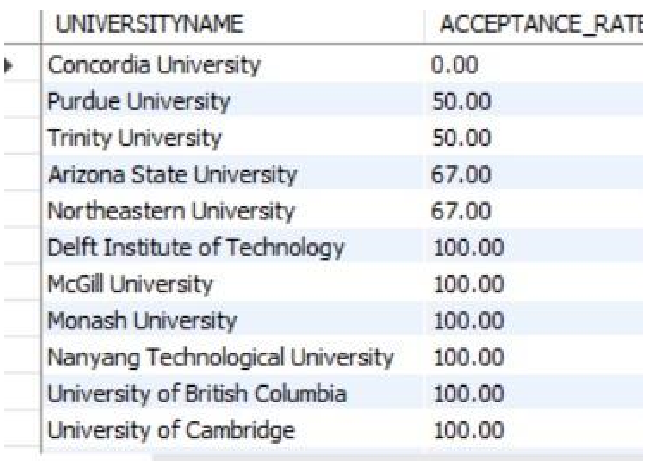 UNIVERSITYNAME ACCEPTANCE_RATE
Concordia University 0.00
Purdue University 50.00
Trinity University 50.00
Arizona State University 67.00
Northeastern University 67.00
Delft Institute of Technology 100.00
McGill University 100.00
Monash University 100.00
Nanyang Technological University 100.00
University of British Columbia 100.00
University of Cambridge 100.00